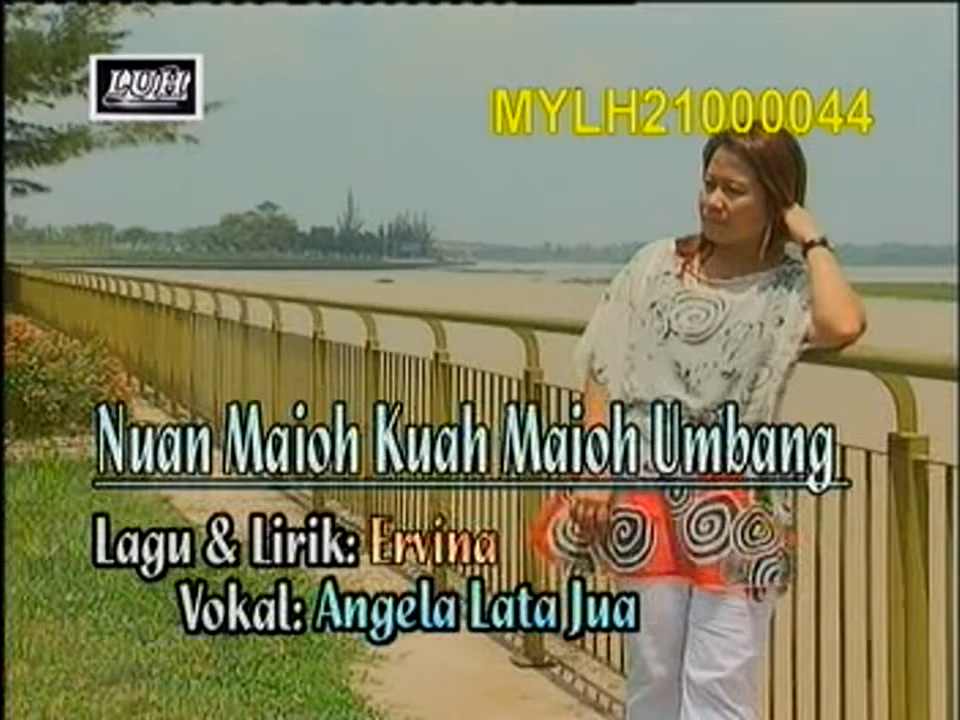 LUH
MYLH21000044
Nuan Maioh Kuah Maioh Umbang
Lagu & Lirik: Ervina
Vokal: Angela Lata Jua